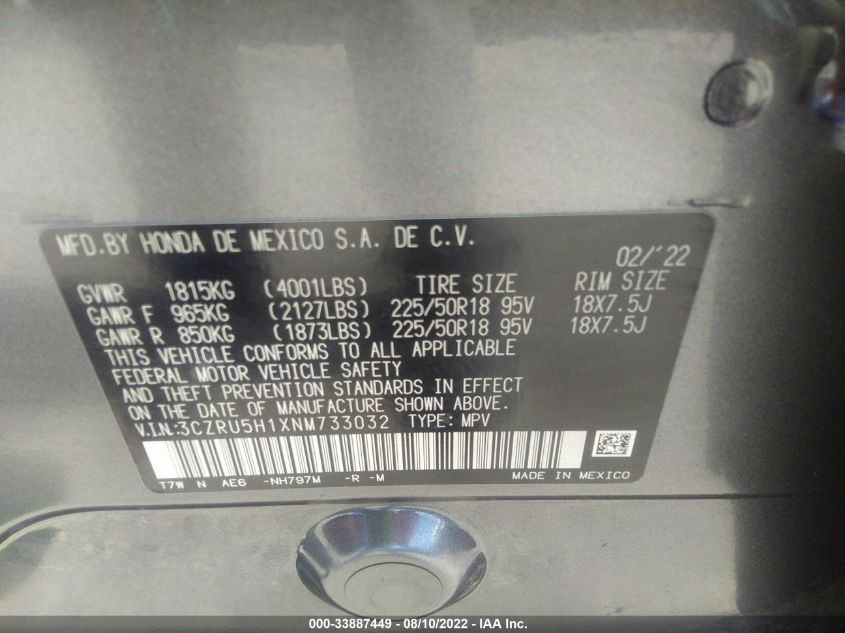 MFD.BY HONDA DE MEXICO S.A. DE C.V.
02/'22
GVWR 1815KG (4001LBS) TIRE SIZE RIM SIZE
GAWR F 965KG (2127LBS) 225/50R18 95V 18X7.5J
GAWR R 850KG (1873LBS) 225/50R18 95V 18X7.5J
THIS VEHICLE CONFORMS TO ALL APPLICABLE
FEDERAL MOTOR VEHICLE SAFETY
AND THEFT PREVENTION STANDARDS IN EFFECT
ON THE DATE OF MANUFACTURE SHOWN ABOVE.
V.I.N:3CZRU5H1XNM733032 TYPE: MPV
T7W N AE6 -NH797M -R -M MADE IN MEXICO
000-33887449 - 08/10/2022 - IAA Inc.